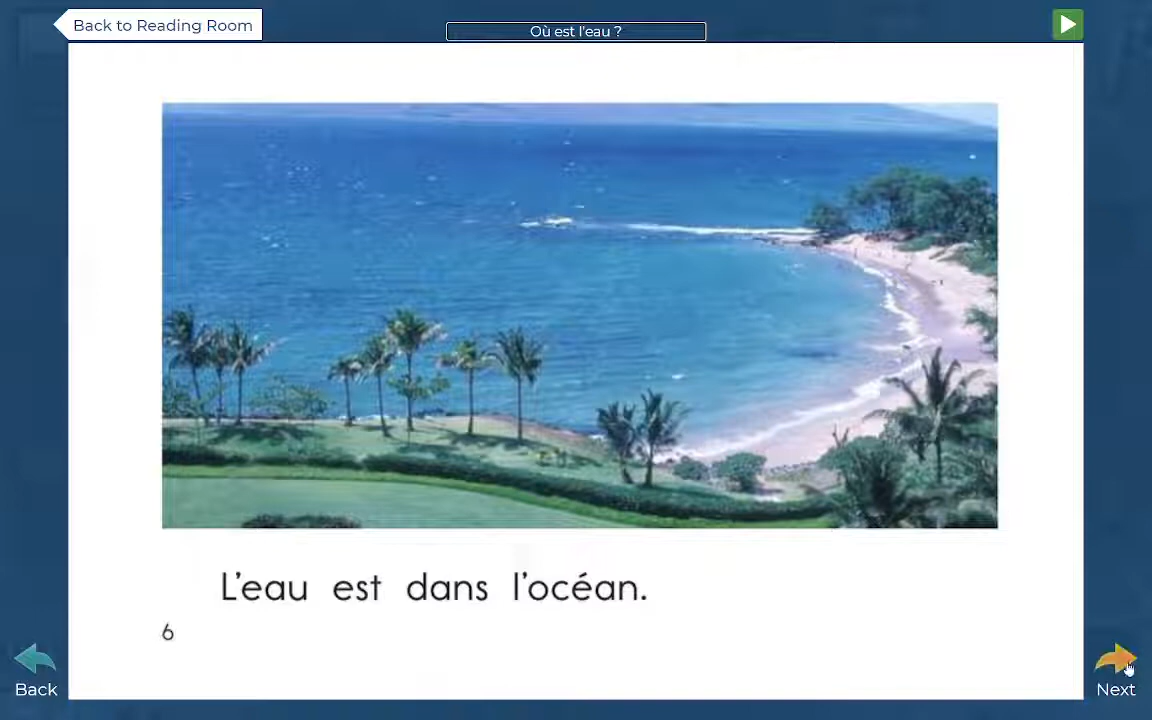 Back to Reading Room
Où est l'eau ?
L'eau est dans l'océan.
6
Back
Next